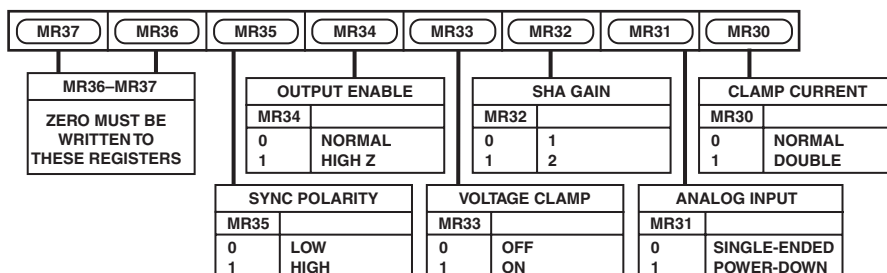 MR37 MR36 MR35 MR34 MR33 MR32 MR31 MR30
MR36–MR37
ZERO MUST BE
WRITTEN TO
THESE REGISTERS
OUTPUT ENABLE
MR34
0 NORMAL
1 HIGH Z
SHA GAIN
MR32
0 1
1 2
CLAMP CURRENT
MR30
0 NORMAL
1 DOUBLE
SYNC POLARITY
MR35
0 LOW
1 HIGH
VOLTAGE CLAMP
MR33
0 OFF
1 ON
ANALOG INPUT
MR31
0 SINGLE-ENDED
1 POWER-DOWN